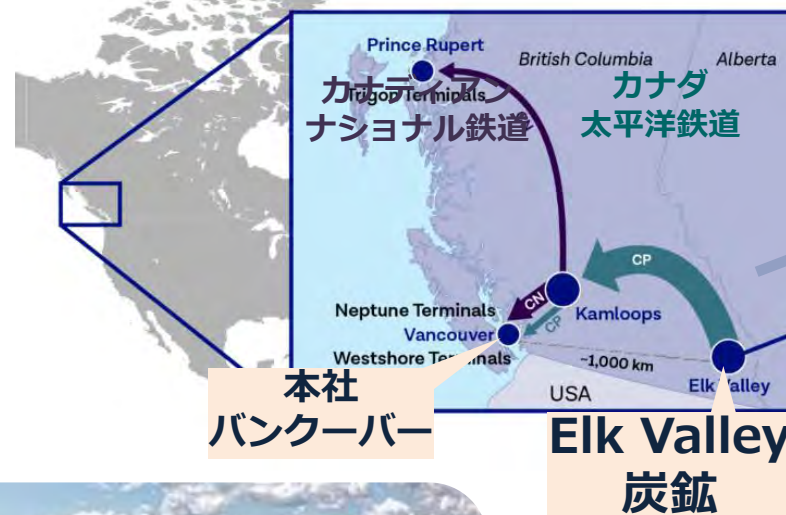 Prince Rupert
Trigon Terminals
カナディアン
ナショナル鉄道
British Columbia
Alberta
カナダ
太平洋鉄道
CP
CN
CP
Kamloops
Neptune Terminals
Vancouver
Westshore Terminals
~1,000 km
Elk Valley
USA
本社
バンクーバー
Elk Valley
炭鉱